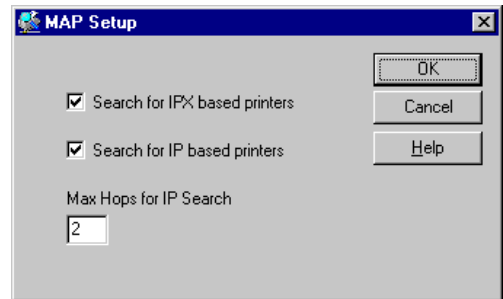 MAP Setup
OK
Search for IPX based printers
Cancel
Search for IP based printers
Help
Max Hops for IP Search
2